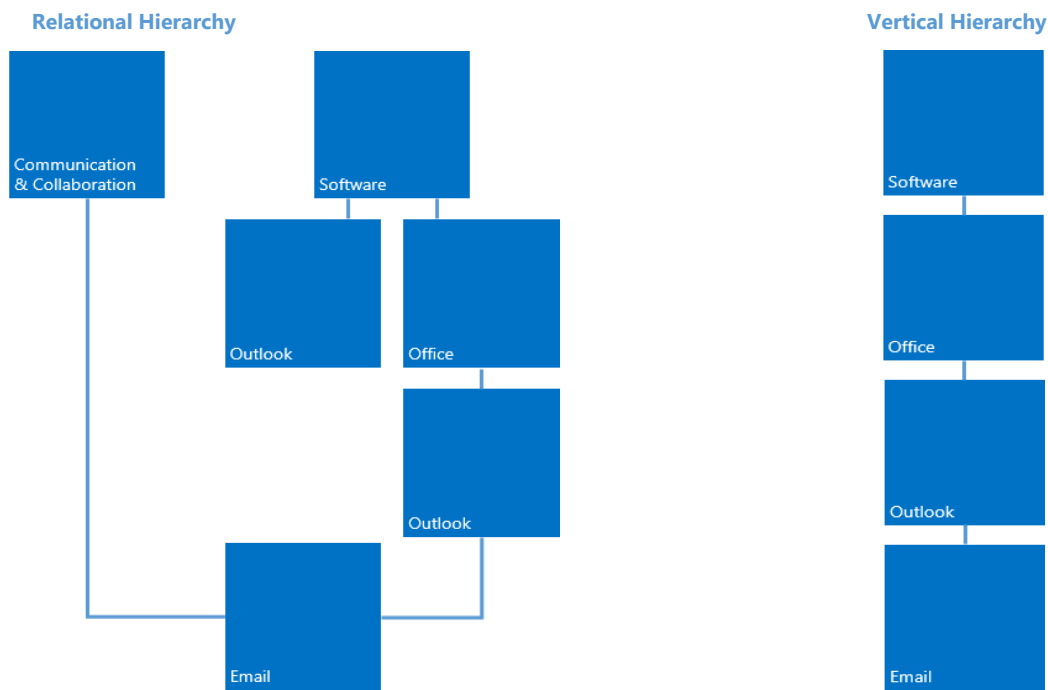 Relational Hierarchy
Vertical Hierarchy
Communication
& Collaboration
Software
Software
Outlook
Office
Office
Outlook
Outlook
Email
Email